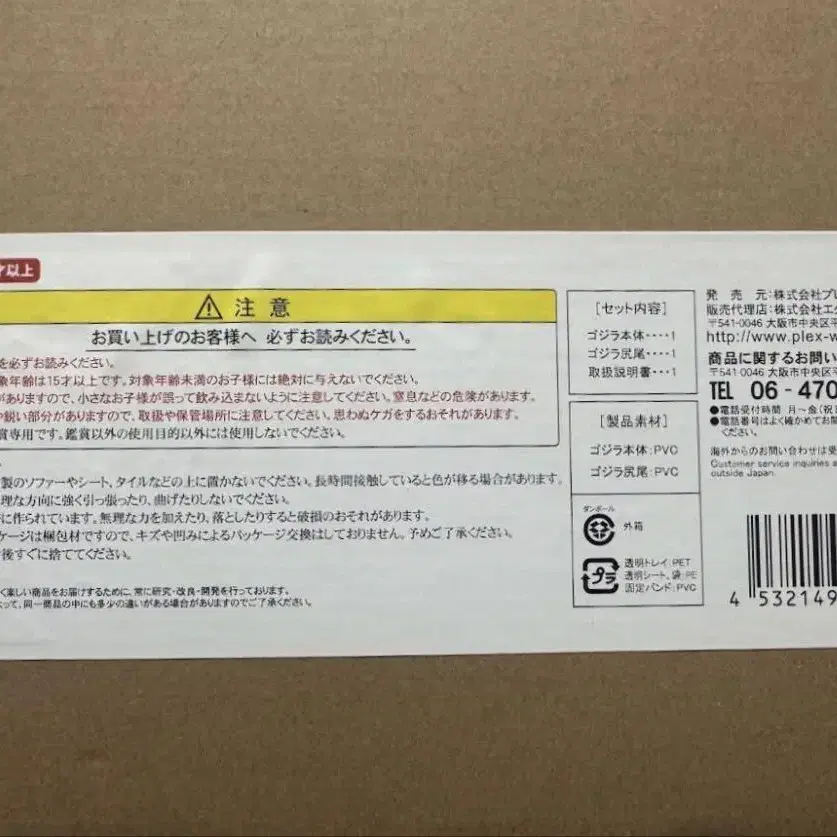 才以上
注意
お買い上げのお客様へ 必ずお読みください。
を必ずお読みください。
象年齢は15才以上です。対象年齢未満のお子様には絶対に与えないでください。
がありますので、小さなお子様が誤って飲み込まないように注意してください。窒息などの危険があります。
や鋭い部分がありますので、取扱や保管場所に注意してください。思わぬケガをするおそれがあります。
賞専用です。鑑賞以外の使用目的以外には使用しないでください。
製のソファーやシート、タイルなどの上に置かないでください。長時間接触していると色が移る場合があります。
理な方向に強く引っ張ったり、曲げたりしないでください。
に作られています。無理な力を加えたり、落としたりすると破損のおそれがあります。
ケージは梱包材ですので、キズや凹みによるパッケージ交換はしておりません。予めご了承ください。
後すぐに捨ててください。
く楽しい商品をお届けするために、常に研究・改良・開発を行っております。
よって、同一商品の中にも多少の違いがある場合がありますのでご了承ください。
[セット内容]
ゴジラ本体・・・・1
ゴジラ尻尾・・・・1
取扱説明書・・・1
[製品素材]
ゴジラ本体:PVC
ゴジラ尻尾:PVC
ダンボール
外箱
プラ
透明トレイ:PET
透明シート、袋:PE
固定バンド:PVC
発売元:株式会社プレ
販売代理店:株式会社エク
〒541-0046 大阪市中央区平
http://www.plex-w
商品に関するお問い
〒541-0046 大阪市中央区平
TEL 06-470
●電話受付時間 月〜金(祝日
●電話番号はよく確かめてお間
ください。
海外からのお問い合わせは受
Customer service inquiries a
outside Japan.
4 532149